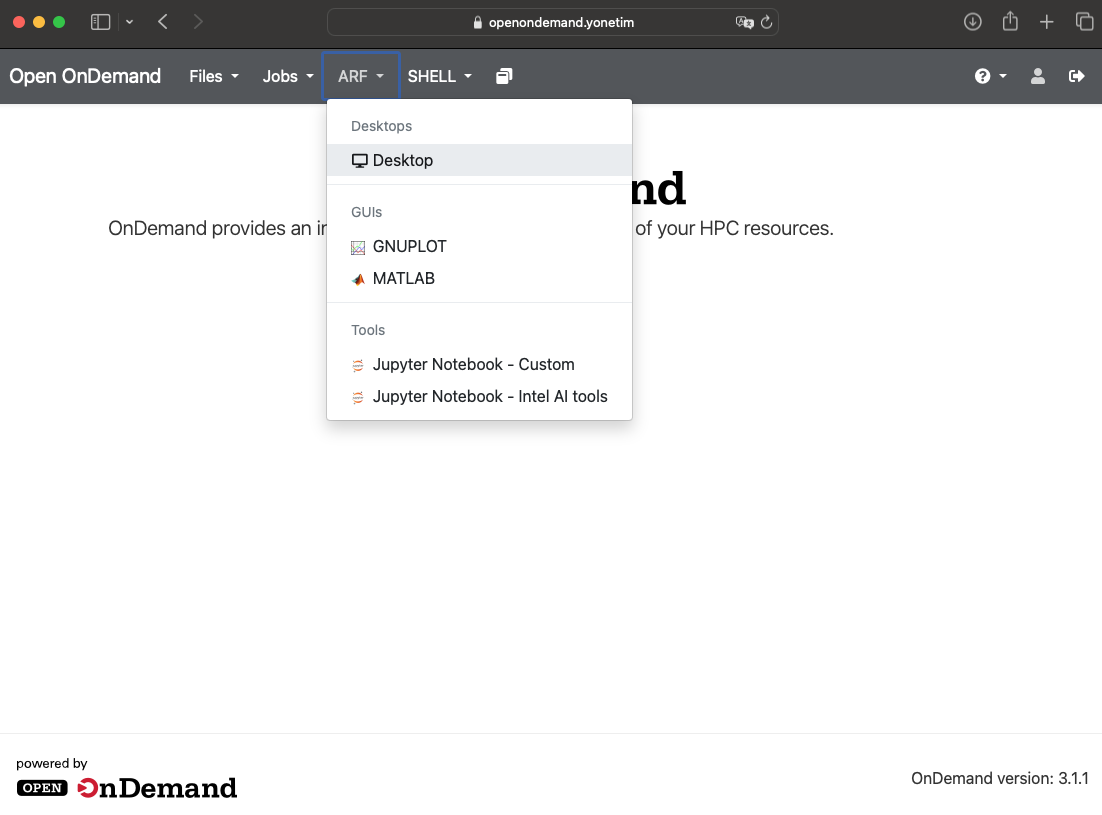 openondemand.yonetim
Open OnDemand Files Jobs ARF SHELL
Desktops
Desktop
nd
GUIs
OnDemand provides an in of your HPC resources.
GNUPLOT
MATLAB
Tools
Jupyter Notebook - Custom
Jupyter Notebook - Intel AI tools
powered by
OPEN OnDemand
OnDemand version: 3.1.1